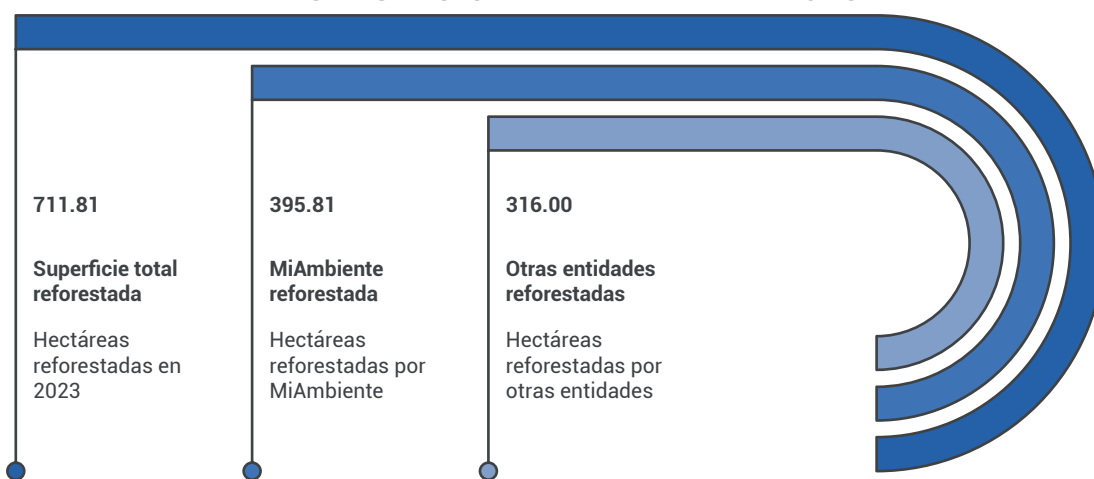 711.81
Superficie total
reforestada
Hectáreas
reforestadas en
2023
395.81
MiAmbiente
reforestada
Hectáreas
reforestadas por
MiAmbiente
316.00
Otras entidades
reforestadas
Hectáreas
reforestadas por
otras entidades